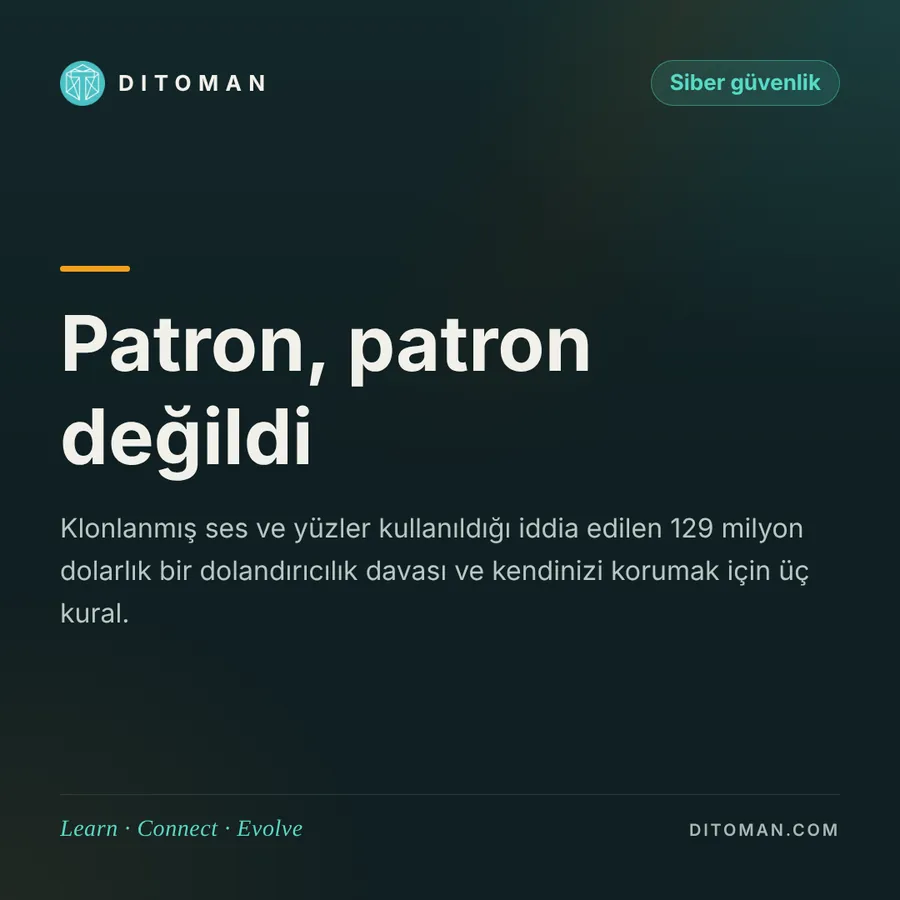 DITOMAN
Siber güvenlik
Patron, patron
değildi
Klonlanmış ses ve yüzler kullanıldığı iddia edilen 129 milyon
dolarlık bir dolandırıcılık davası ve kendinizi korumak için üç
kural.
Learn · Connect · Evolve
DITOMAN.COM